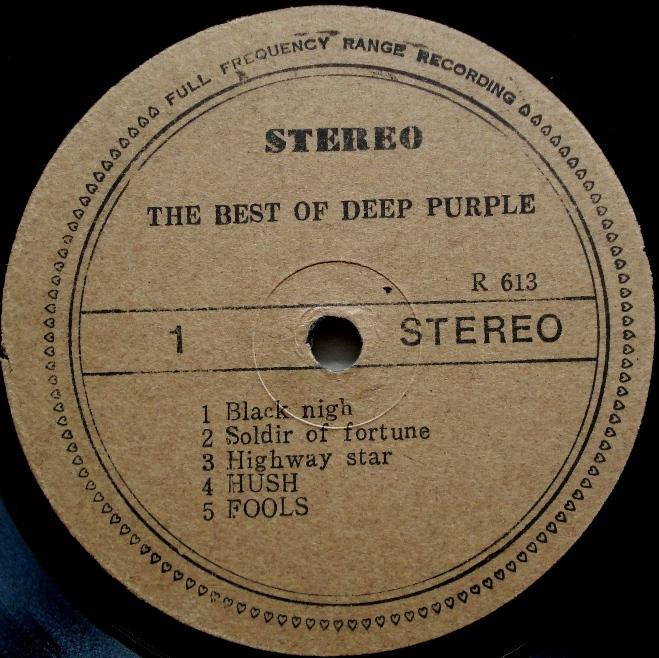 FULL FREQUENCY RANGE RECORDING
STEREO
THE BEST OF DEEP PURPLE
R 613
1 STEREO
1 Black nigh
2 Soldir of fortune
3 Highway star
4 HUSH
5 FOOLS